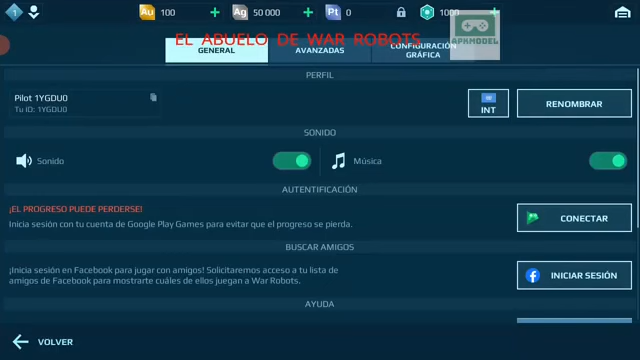 1
Au 100 +
Ag 50 000 +
Pt 0
1000 +
EL ABUELO DE WAR ROBOTS
APKMODEL
GENERAL
AVANZADAS
CONFIGURACIÓN
GRÁFICA
PERFIL
Pilot 1YGDU0
Tu ID: 1YGDU0
INT
RENOMBRAR
SONIDO
Sonido
Música
AUTENTIFICACIÓN
¡EL PROGRESO PUEDE PERDERSE!
Inicia sesión con tu cuenta de Google Play Games para evitar que el progreso se pierda.
CONECTAR
BUSCAR AMIGOS
¡Inicia sesión en Facebook para jugar con amigos! Solicitaremos acceso a tu lista de
amigos de Facebook para mostrarte cuáles de ellos juegan a War Robots.
INICIAR SESIÓN
AYUDA
VOLVER